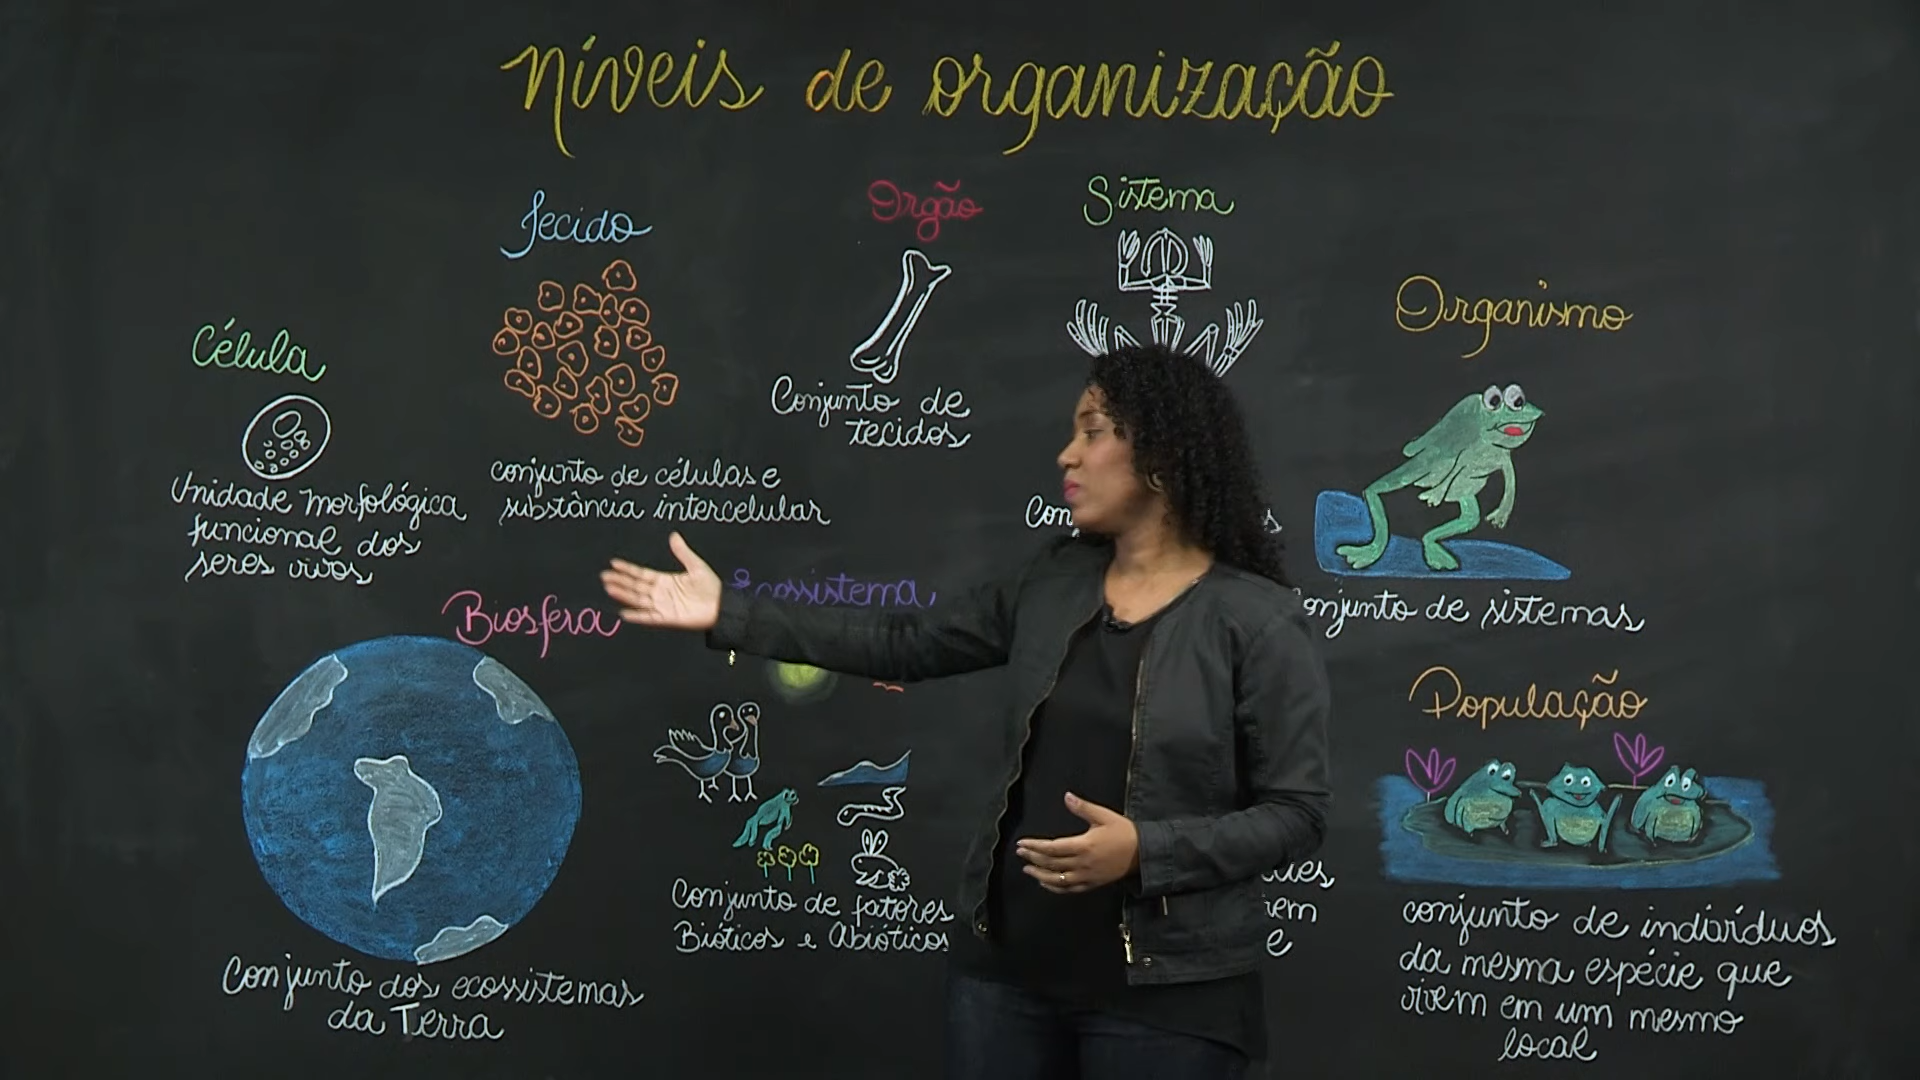 Níveis de organização
Célula
Unidade morfológica
funcional dos
seres vivos
Tecido
conjunto de células e
substância intercelular
Orgão
Conjunto de
tecidos
Sistema
Organismo
Conjunto de sistemas
População
conjunto de indivíduos
da mesma espécie que
vivem em um mesmo
local
Ecossistema
Conjunto de fatores
Bióticos e Abióticos
Biosfera
Conjunto dos ecossistemas
da Terra